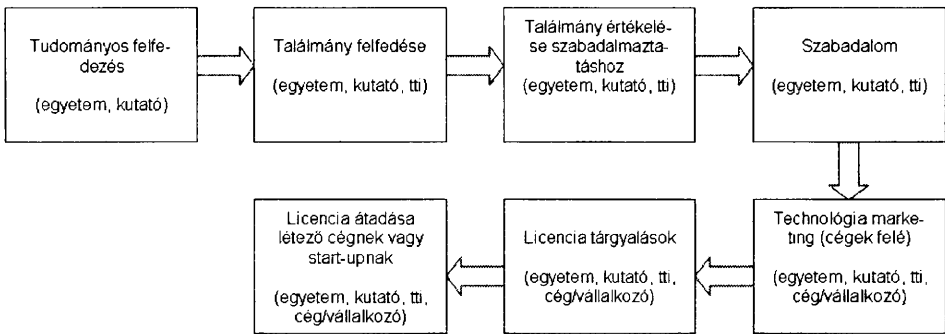 Tudományos felfe-
dezés
(egyetem, kutató)
Találmány felfedése
(egyetem, kutató, tti)
Találmány értékelé-
se szabadalmazta-
táshoz
(egyetem, kutató, tti)
Szabadalom
(egyetem, kutató, tti)
Technológia marke-
ting (cégek felé)
(egyetem, kutató, tti,
cég/vállalkozó)
Licencia tárgyalások
(egyetem, kutató, tti,
cég/vállalkozó)
Licencia átadása
létező cégnek vagy
start-upnak
(egyetem, kutató, tti,
cég/vállalkozó)